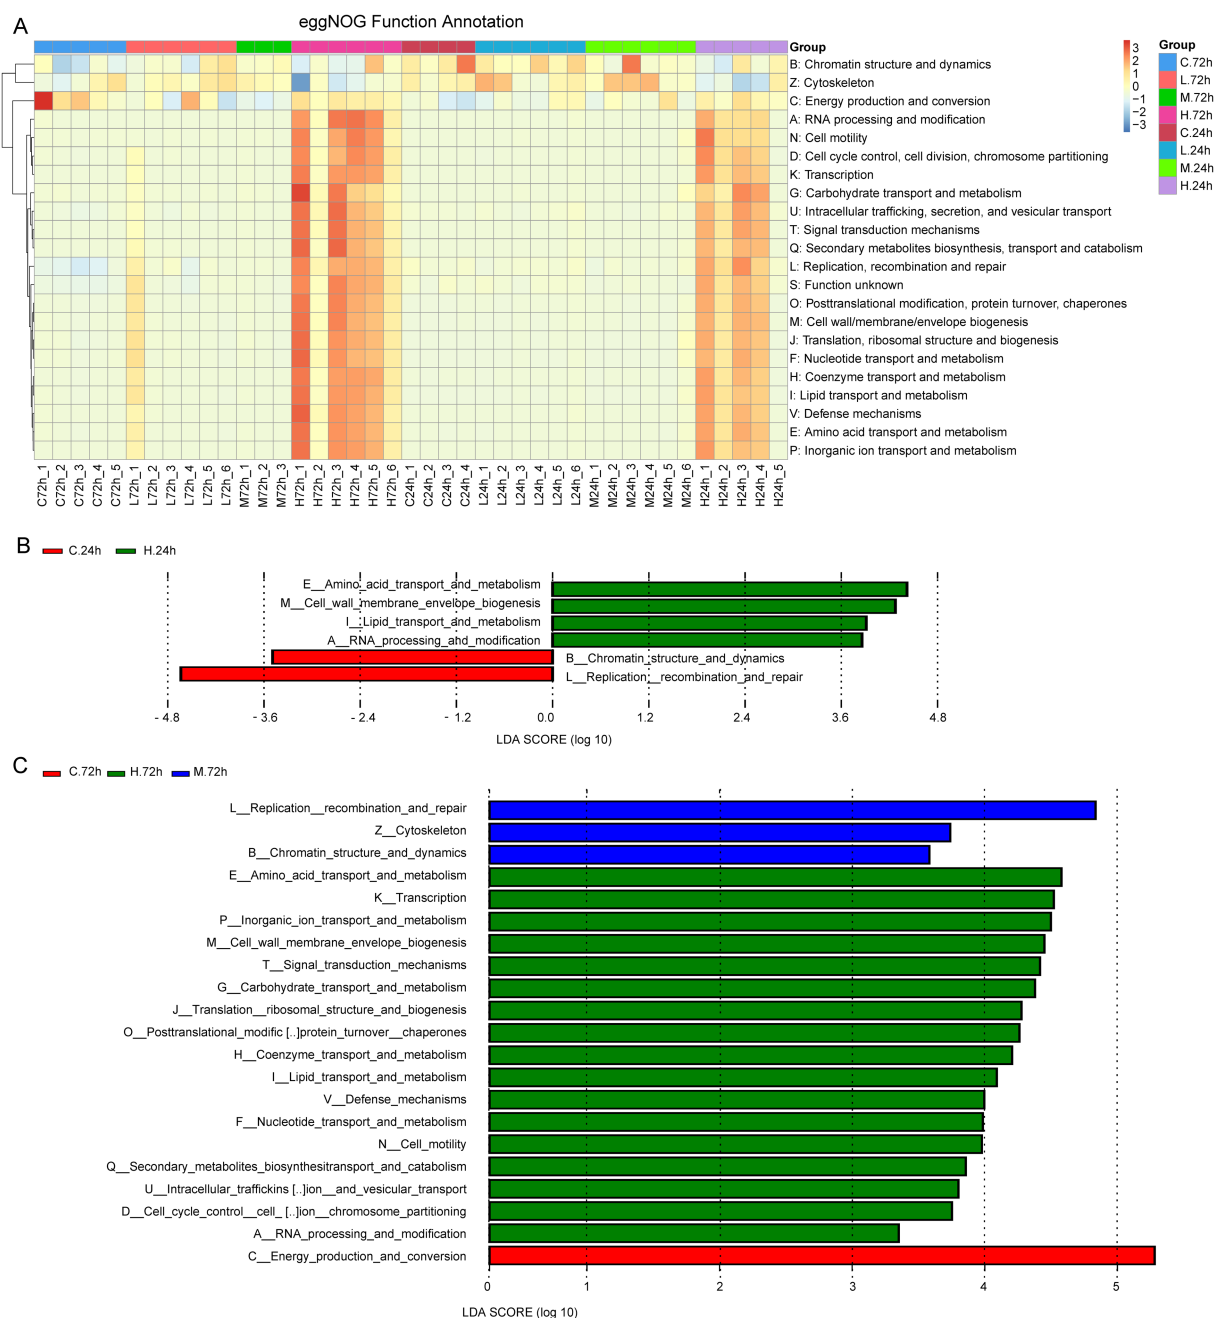 A
eggNOG Function Annotation
Group
B: Chromatin structure and dynamics
Z: Cytoskeleton
C: Energy production and conversion
A: RNA processing and modification
N: Cell motility
D: Cell cycle control, cell division, chromosome partitioning
K: Transcription
G: Carbohydrate transport and metabolism
U: Intracellular trafficking, secretion, and vesicular transport
T: Signal transduction mechanisms
Q: Secondary metabolites biosynthesis, transport and catabolism
L: Replication, recombination and repair
S: Function unknown
O: Posttranslational modification, protein turnover, chaperones
M: Cell wall/membrane/envelope biogenesis
J: Translation, ribosomal structure and biogenesis
F: Nucleotide transport and metabolism
H: Coenzyme transport and metabolism
I: Lipid transport and metabolism
V: Defense mechanisms
E: Amino acid transport and metabolism
P: Inorganic ion transport and metabolism
3
2
1
0
−1
−2
−3
Group
C.72h
L.72h
M.72h
H.72h
C.24h
L.24h
M.24h
H.24h
C72h_1 C72h_2 C72h_3 C72h_4 C72h_5 L72h_1 L72h_2 L72h_3 L72h_4 L72h_5 L72h_6 M72h_1 M72h_2 M72h_3 H72h_1 H72h_2 H72h_3 H72h_4 H72h_5 H72h_6 C24h_1 C24h_2 C24h_3 C24h_4 L24h_1 L24h_2 L24h_3 L24h_4 L24h_5 L24h_6 M24h_1 M24h_2 M24h_3 M24h_4 M24h_5 M24h_6 H24h_1 H24h_2 H24h_3 H24h_4 H24h_5
B
C.24h H.24h
E__Amino_acid_transport_and_metabolism
M__Cell_wall_membrane_envelope_biogenesis
I__Lipid_transport_and_metabolism
A__RNA_processing_and_modification
B__Chromatin_structure_and_dynamics
L__Replication__recombination_and_repair
- 4.8 - 3.6 - 2.4 - 1.2 0.0 1.2 2.4 3.6 4.8
LDA SCORE (log 10)
C
C.72h H.72h M.72h
L__Replication__recombination_and_repair
Z__Cytoskeleton
B__Chromatin_structure_and_dynamics
E__Amino_acid_transport_and_metabolism
K__Transcription
P__Inorganic_ion_transport_and_metabolism
M__Cell_wall_membrane_envelope_biogenesis
T__Signal_transduction_mechanisms
G__Carbohydrate_transport_and_metabolism
J__Translation__ribosomal_structure_and_biogenesis
O__Posttranslational_modific [..]protein_turnover__chaperones
H__Coenzyme_transport_and_metabolism
I__Lipid_transport_and_metabolism
V__Defense_mechanisms
F__Nucleotide_transport_and_metabolism
N__Cell_motility
Q__Secondary_metabolites_biosynthesitransport_and_catabolism
U__Intracellular_traffickins [..]ion__and_vesicular_transport
D__Cell_cycle_control__cell_ [..]ion__chromosome_partitioning
A__RNA_processing_and_modification
C__Energy_production_and_conversion
0 1 2 3 4 5
LDA SCORE (log 10)